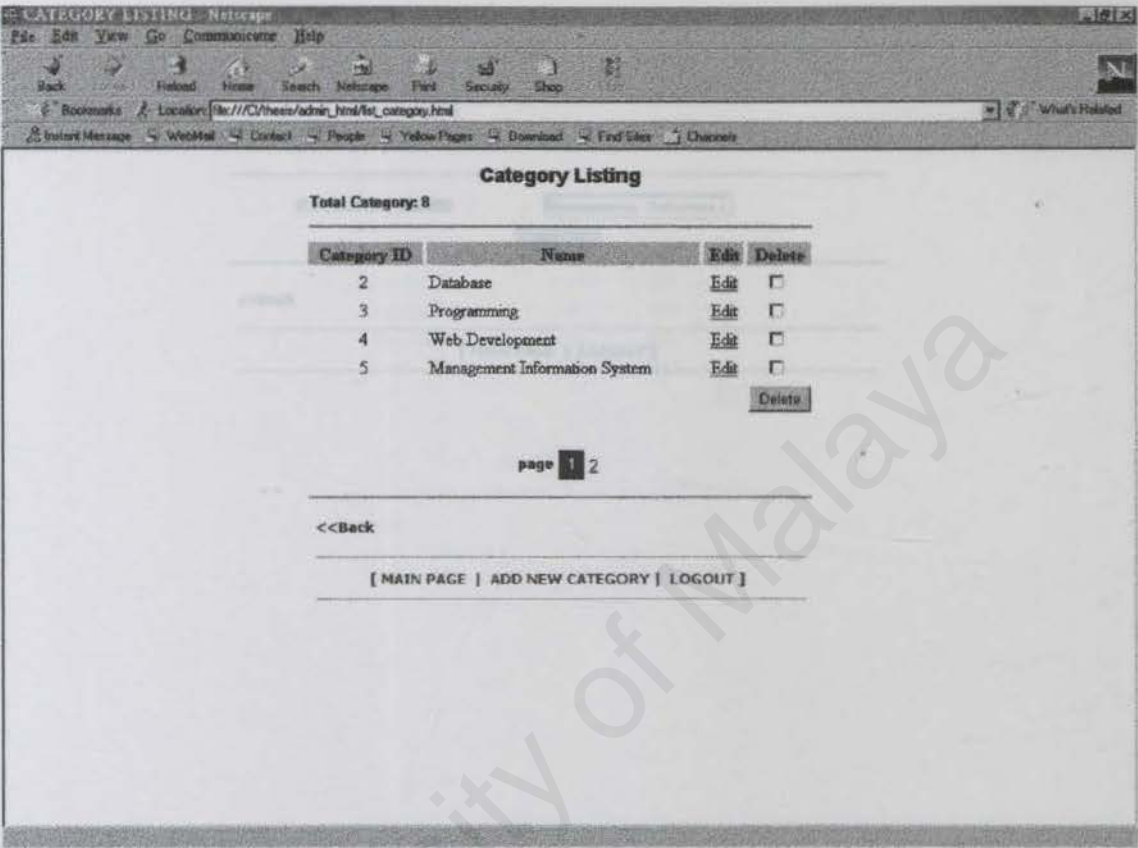 CATEGORY LISTING - Netscape
File Edit View Go Communicator Help
Back Reload Home Search Netscape Print Security Shop
N
Bookmarks Location: file:///C|/thesis/admin_html/list_category.html What's Related
Instant Message WebMail Contact People Yellow Pages Download Find Sites Channels
Category Listing
Total Category: 8
Category ID Name Edit Delete
2 Database Edit
3 Programming Edit
4 Web Development Edit
5 Management Information System Edit
Delete
page 1 2
<<Back
[ MAIN PAGE | ADD NEW CATEGORY | LOGOUT ]
ity of Malaya